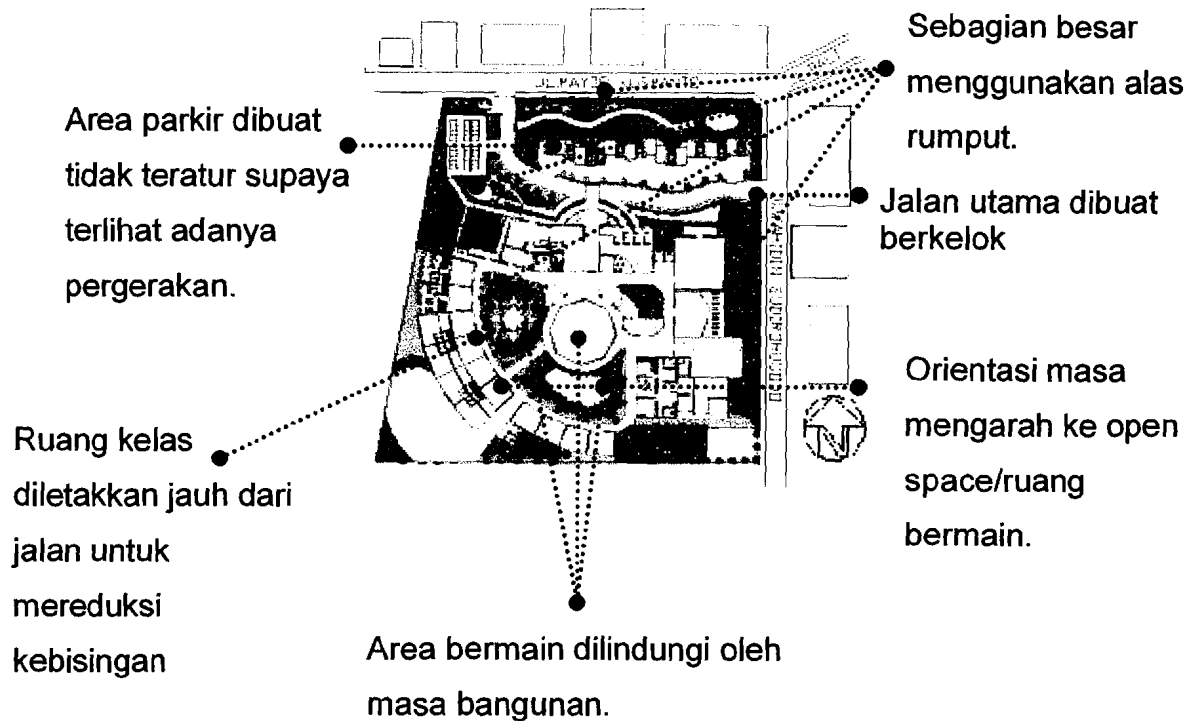 Sebagian besar
menggunakan alas
rumput.
Area parkir dibuat
tidak teratur supaya
terlihat adanya
pergerakan.
Jalan utama dibuat
berkelok
Orientasi masa
mengarah ke open
space/ruang
bermain.
Ruang kelas
diletakkan jauh dari
jalan untuk
mereduksi
kebisingan
Area bermain dilindungi oleh
masa bangunan.